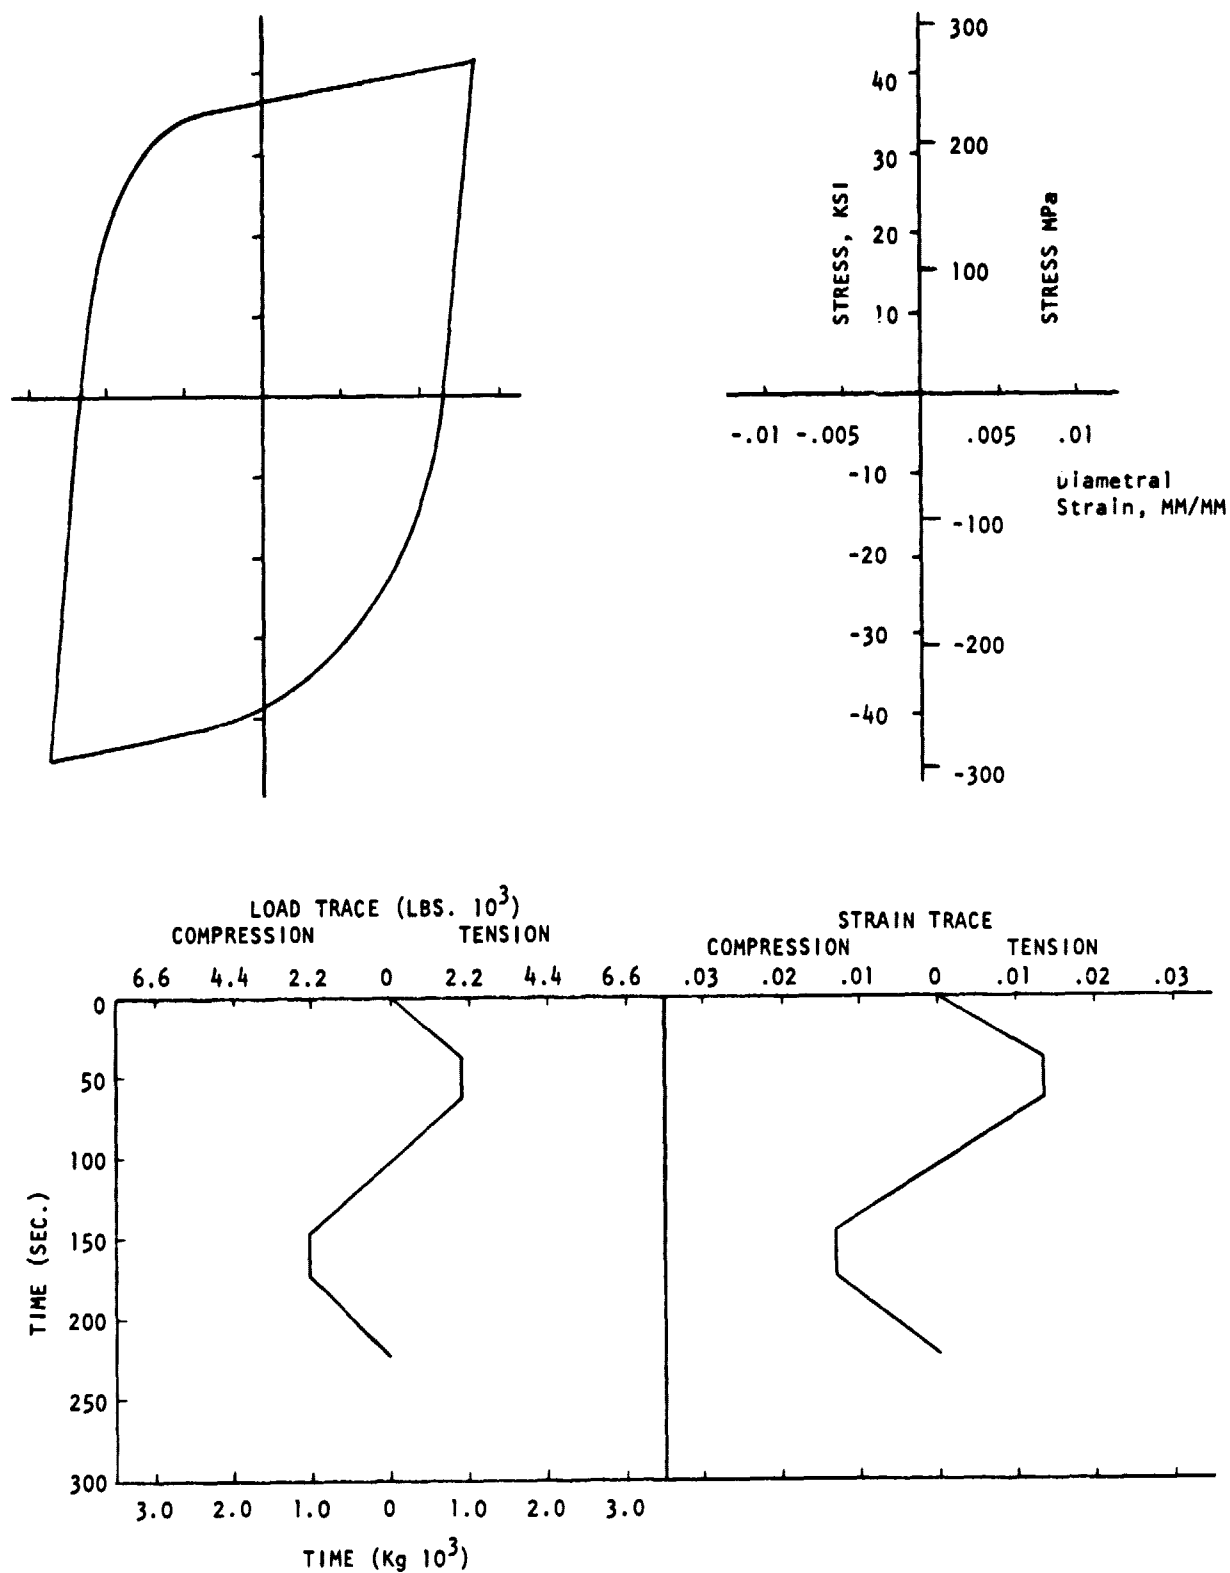 300
40
200
30
STRESS, KSI
STRESS MPa
20
100
10
-.01 -.005 .005 .01
-10
Diametral
Strain, MM/MM
-100
-20
-30
-200
-40
-300
LOAD TRACE (LBS. 10³)
COMPRESSION TENSION
6.6 4.4 2.2 0 2.2 4.4 6.6
STRAIN TRACE
COMPRESSION TENSION
.03 .02 .01 0 .01 .02 .03
0
50
100
150
200
250
300
TIME (SEC.)
3.0 2.0 1.0 0 1.0 2.0 3.0
TIME (Kg 10³)